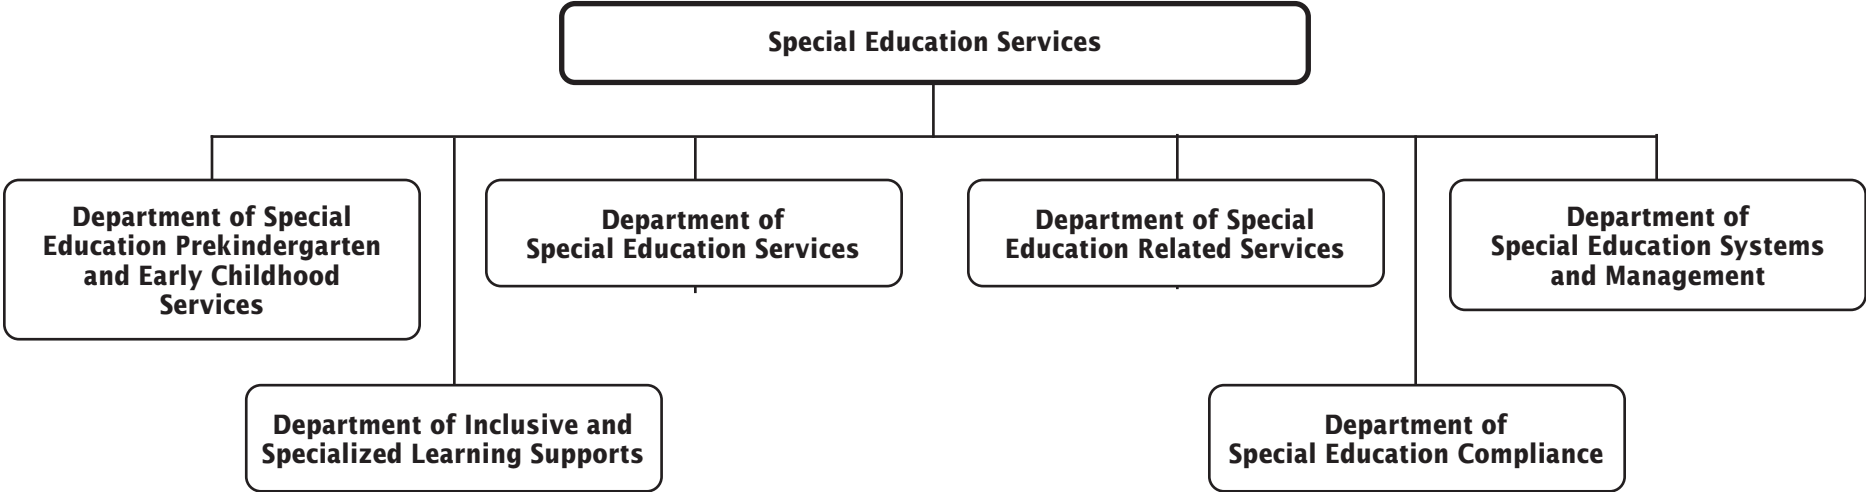 Special Education Services
Department of Special
Education Prekindergarten
and Early Childhood
Services
Department of
Special Education Services
Department of Special
Education Related Services
Department of
Special Education Systems
and Management
Department of Inclusive and
Specialized Learning Supports
Department of
Special Education Compliance